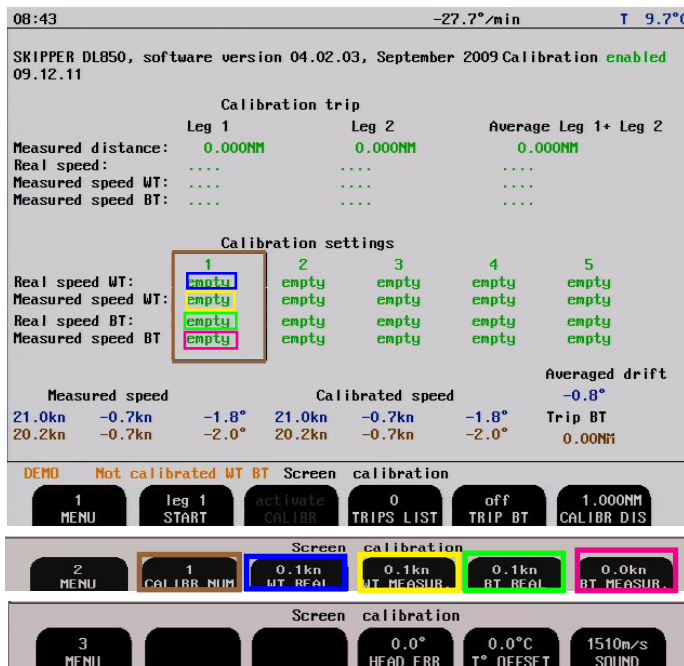 08:43 -27.7°/min T 9.7°
SKIPPER DL850, software version 04.02.03, September 2009 Calibration enabled
09.12.11
Calibration trip
Leg 1 Leg 2 Average Leg 1+ Leg 2
Measured distance: 0.000NM 0.000NM 0.000NM
Real speed: .... .... ....
Measured speed WT: .... .... ....
Measured speed BT: .... .... ....
Calibration settings
1 2 3 4 5
Real speed WT: empty empty empty empty empty
Measured speed WT: empty empty empty empty empty
Real speed BT: empty empty empty empty empty
Measured speed BT empty empty empty empty empty
Averaged drift
Measured speed Calibrated speed -0.8°
21.0kn -0.7kn -1.8° 21.0kn -0.7kn -1.8° Trip BT
20.2kn -0.7kn -2.0° 20.2kn -0.7kn -2.0° 0.00NM
DEMO Not calibrated WT BT Screen calibration
1 leg 1 activate 0 off 1.000NM
MENU START CALIBR TRIPS LIST TRIP BT CALIBR DIS
Screen calibration
2 1 0.1kn 0.1kn 0.1kn 0.0kn
MENU CALIBR NUM WT REAL WT MEASUR. BT REAL BT MEASUR.
Screen calibration
3 0.0° 0.0°C 1510m/s
MENU HEAD ERR T° OFFSET SOUND